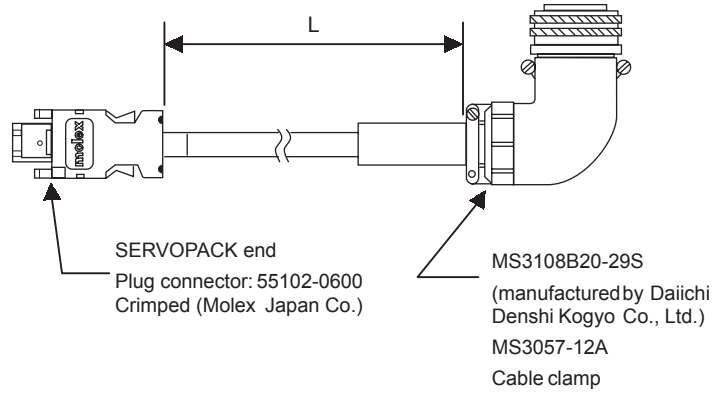 L
molex
SERVOPACK end
Plug connector: 55102-0600
Crimped (Molex Japan Co.)
MS3108B20-29S
(manufactured by Daiichi
Denshi Kogyo Co., Ltd.)
MS3057-12A
Cable clamp